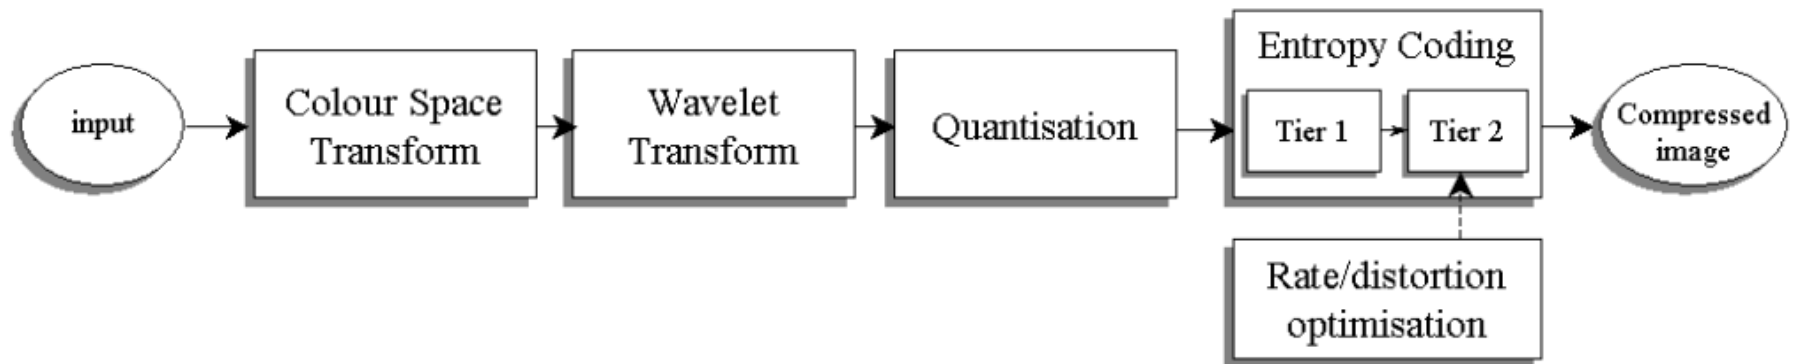 input
Colour Space
Transform
Wavelet
Transform
Quantisation
Entropy Coding
Tier 1
Tier 2
Compressed
image
Rate/distortion
optimisation